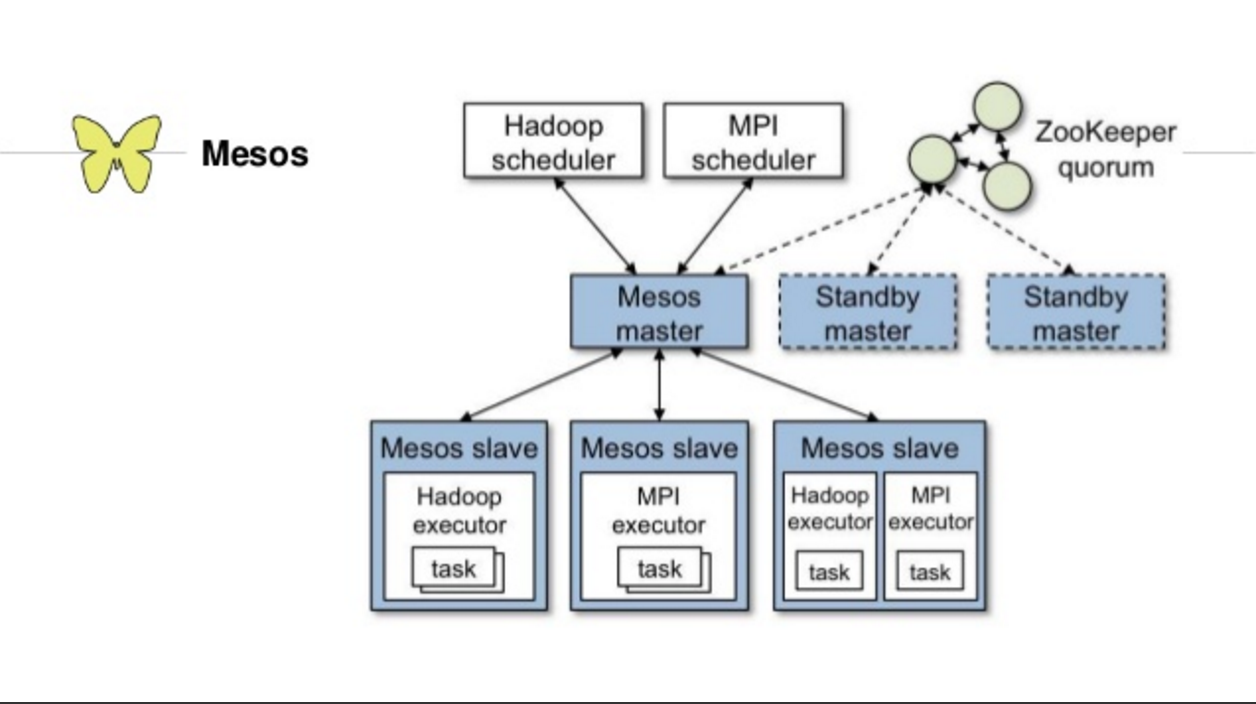 Mesos
Hadoop
scheduler
MPI
scheduler
ZooKeeper
quorum
Mesos
master
Standby
master
Standby
master
Mesos slave
Hadoop
executor
task
Mesos slave
MPI
executor
task
Mesos slave
Hadoop
executor
task
MPI
executor
task